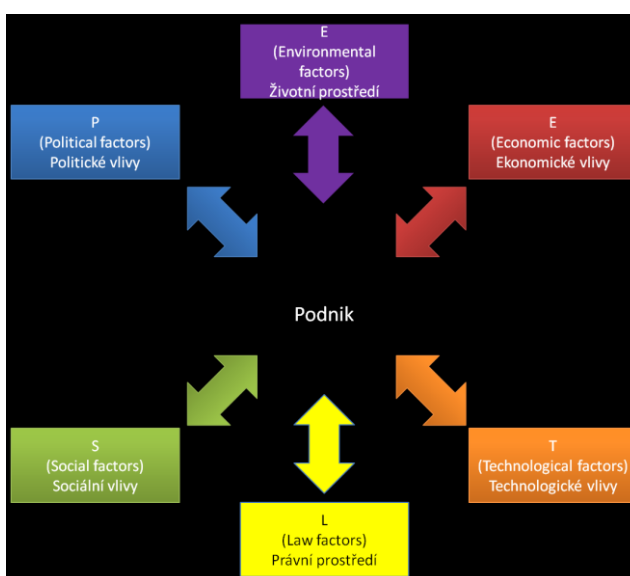 E
(Environmental
factors)
Životní prostředí
P
(Political factors)
Politické vlivy
E
(Economic factors)
Ekonomické vlivy
Podnik
S
(Social factors)
Sociální vlivy
T
(Technological factors)
Technologické vlivy
L
(Law factors)
Právní prostředí